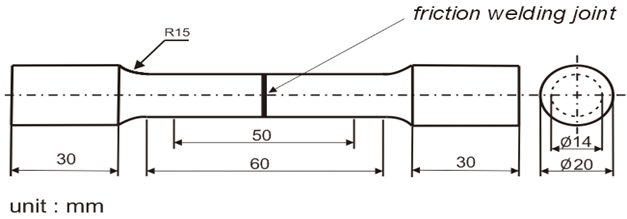 friction welding joint
R15
50
30
60
30
Ø14
Ø20
unit : mm